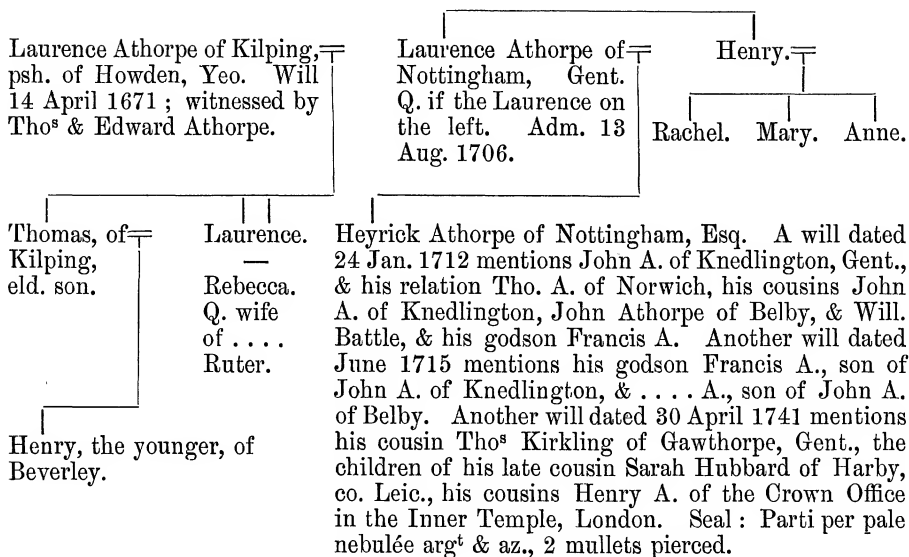 Laurence Athorpe of Kilping,
psh. of Howden, Yeo. Will
14 April 1671 ; witnessed by
Thoˢ & Edward Athorpe.
Laurence Athorpe of
Nottingham, Gent.
Q. if the Laurence on
the left. Adm. 13
Aug. 1706.
Henry.
Rachel. Mary. Anne.
Thomas, of
Kilping,
eld. son.
Laurence.
—
Rebecca.
Q. wife
of . . . .
Ruter.
Heyrick Athorpe of Nottingham, Esq. A will dated
24 Jan. 1712 mentions John A. of Knedlington, Gent.,
& his relation Tho. A. of Norwich, his cousins John
A. of Knedlington, John Athorpe of Belby, & Will.
Battle, & his godson Francis A. Another will dated
June 1715 mentions his godson Francis A., son of
John A. of Knedlington, & . . . . A., son of John A.
of Belby. Another will dated 30 April 1741 mentions
his cousin Thoˢ Kirkling of Gawthorpe, Gent., the
children of his late cousin Sarah Hubbard of Harby,
co. Leic., his cousins Henry A. of the Crown Office
in the Inner Temple, London. Seal : Parti per pale
nebulée argᵗ & az., 2 mullets pierced.
Henry, the younger, of
Beverley.